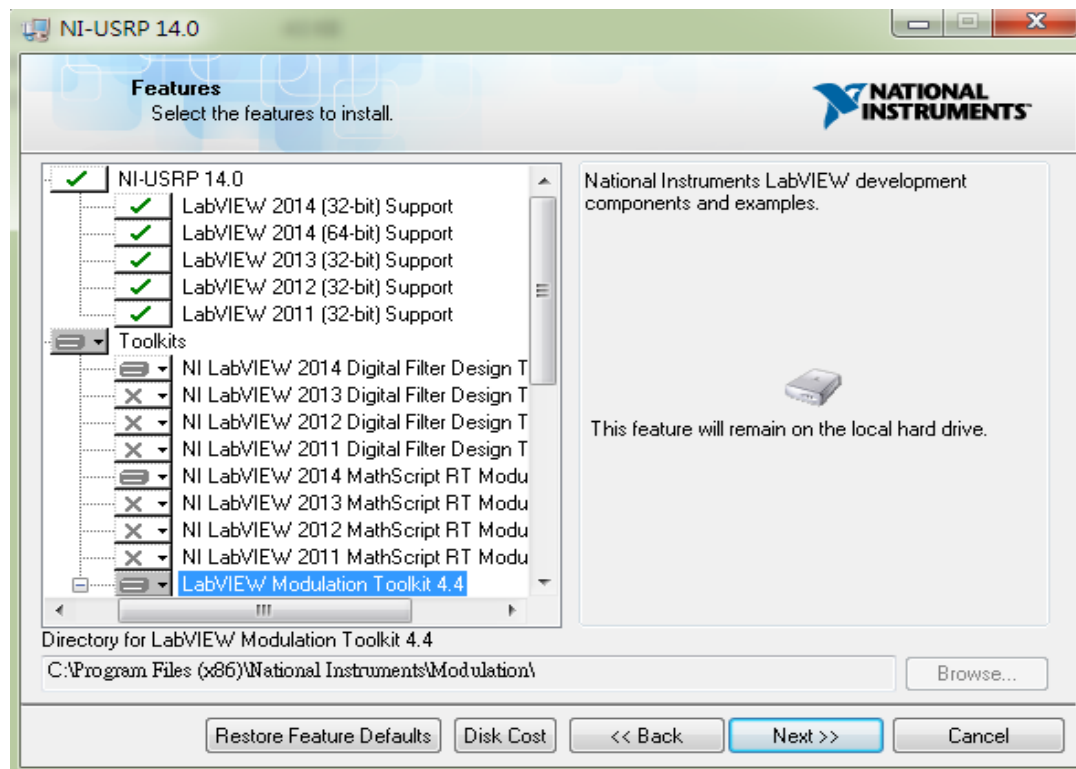 NI-USRP 14.0
Features
Select the features to install.
NATIONAL
INSTRUMENTS™
NI-USRP 14.0
LabVIEW 2014 (32-bit) Support
LabVIEW 2014 (64-bit) Support
LabVIEW 2013 (32-bit) Support
LabVIEW 2012 (32-bit) Support
LabVIEW 2011 (32-bit) Support
Toolkits
NI LabVIEW 2014 Digital Filter Design T
NI LabVIEW 2013 Digital Filter Design T
NI LabVIEW 2012 Digital Filter Design T
NI LabVIEW 2011 Digital Filter Design T
NI LabVIEW 2014 MathScript RT Modu
NI LabVIEW 2013 MathScript RT Modu
NI LabVIEW 2012 MathScript RT Modu
NI LabVIEW 2011 MathScript RT Modu
LabVIEW Modulation Toolkit 4.4
National Instruments LabVIEW development
components and examples.
This feature will remain on the local hard drive.
Directory for LabVIEW Modulation Toolkit 4.4
C:\Program Files (x86)\National Instruments\Modulation\
Browse...
Restore Feature Defaults
Disk Cost
<< Back
Next >>
Cancel